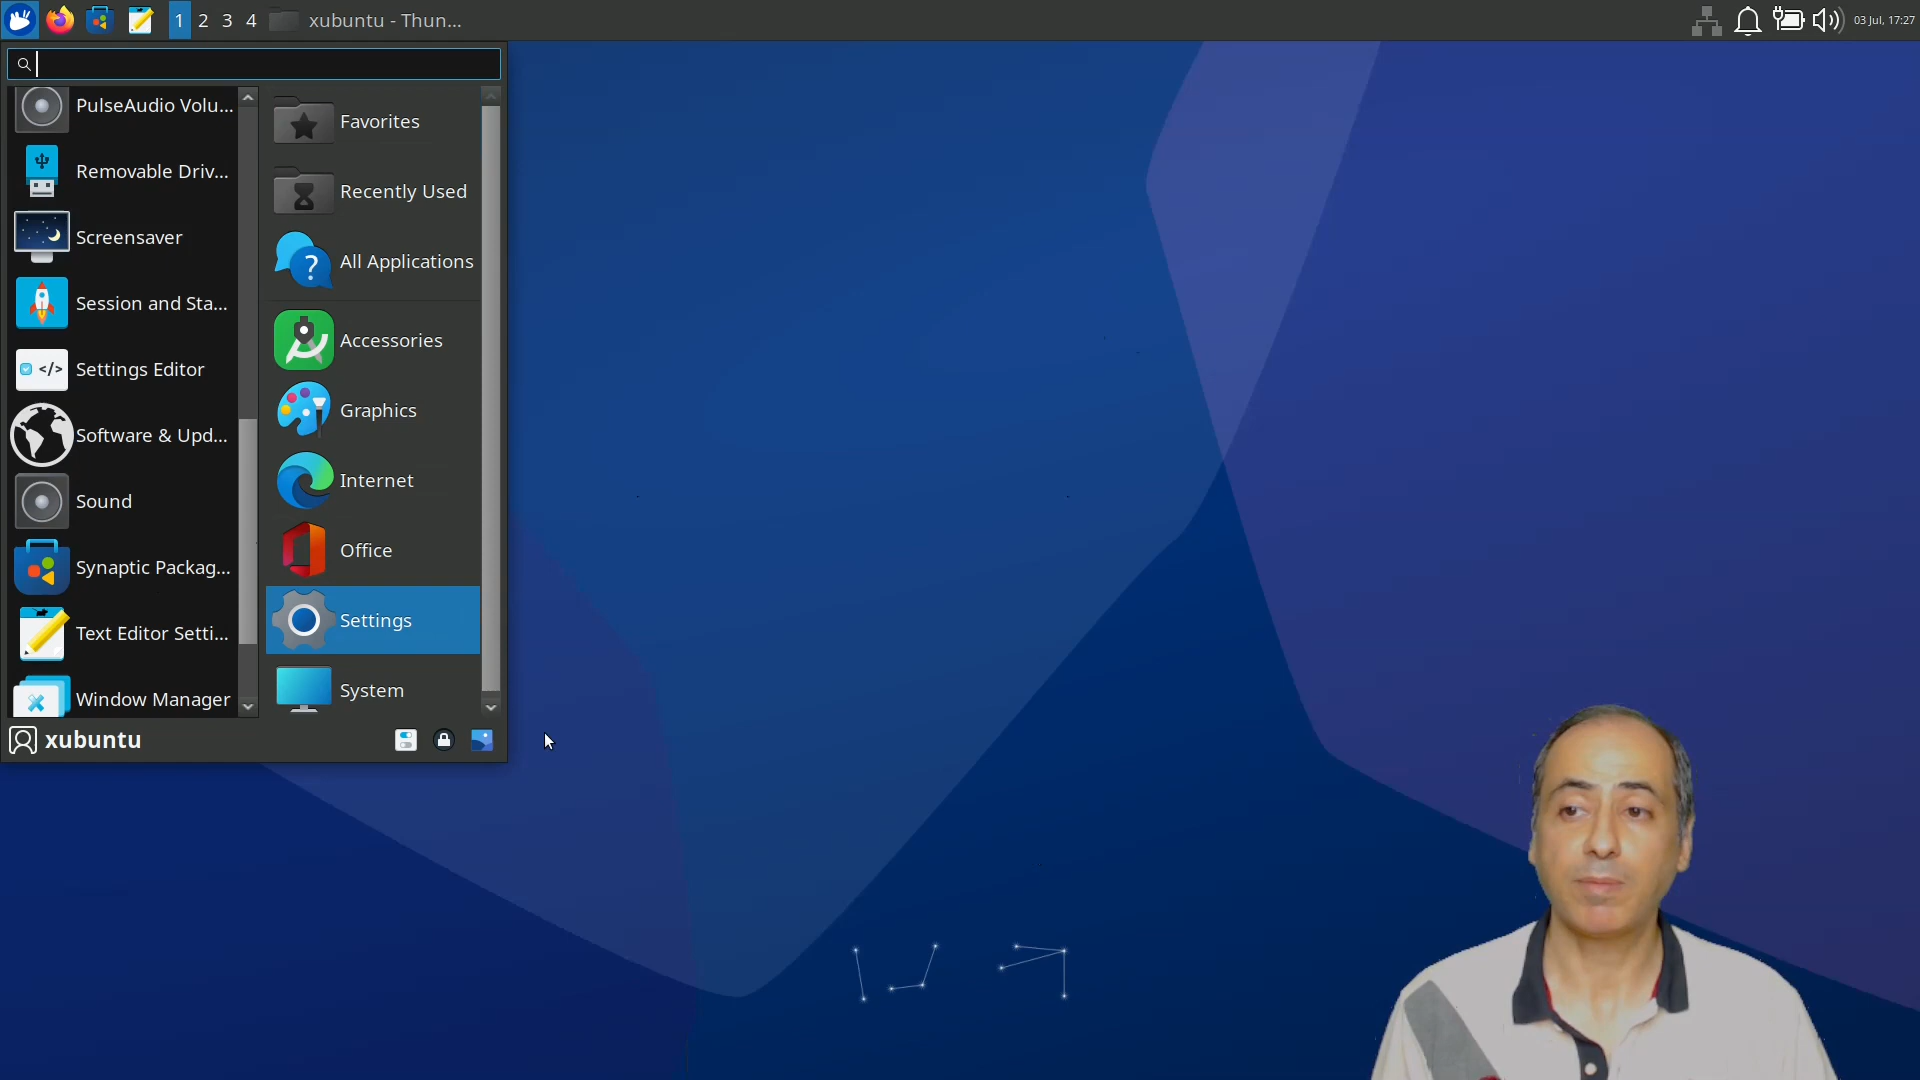 1 2 3 4 xubuntu - Thun...
03 Jul, 17:27
PulseAudio Volu...
Removable Driv...
Screensaver
Session and Sta...
Settings Editor
Software & Upd...
Sound
Synaptic Packag...
Text Editor Setti...
Window Manager
Favorites
Recently Used
All Applications
Accessories
Graphics
Internet
Office
Settings
System
xubuntu